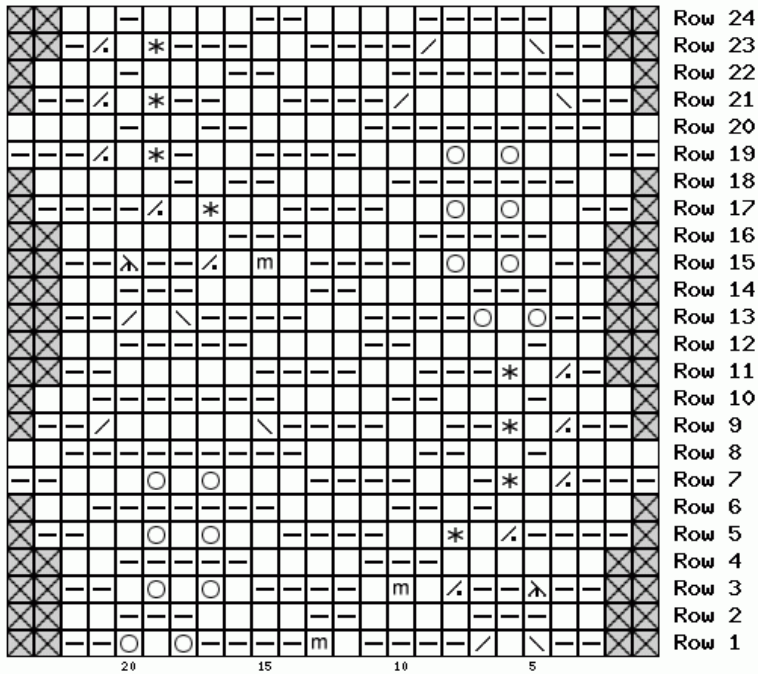 Row 24
Row 23
Row 22
Row 21
Row 20
Row 19
Row 18
Row 17
Row 16
m Row 15
Row 14
Row 13
Row 12
Row 11
Row 10
Row 9
Row 8
Row 7
Row 6
Row 5
Row 4
m Row 3
Row 2
m Row 1
20 15 10 5